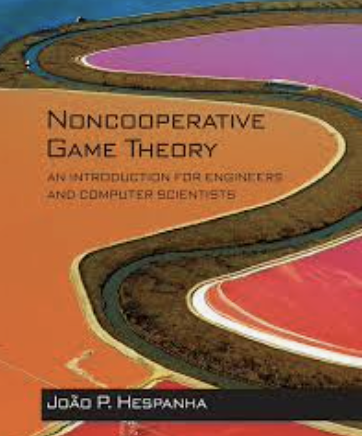 NONCOOPERATIVE
GAME THEORY
AN INTRODUCTION FOR ENGINEERS
AND COMPUTER SCIENTISTS
JOÃO P. HESPANHA